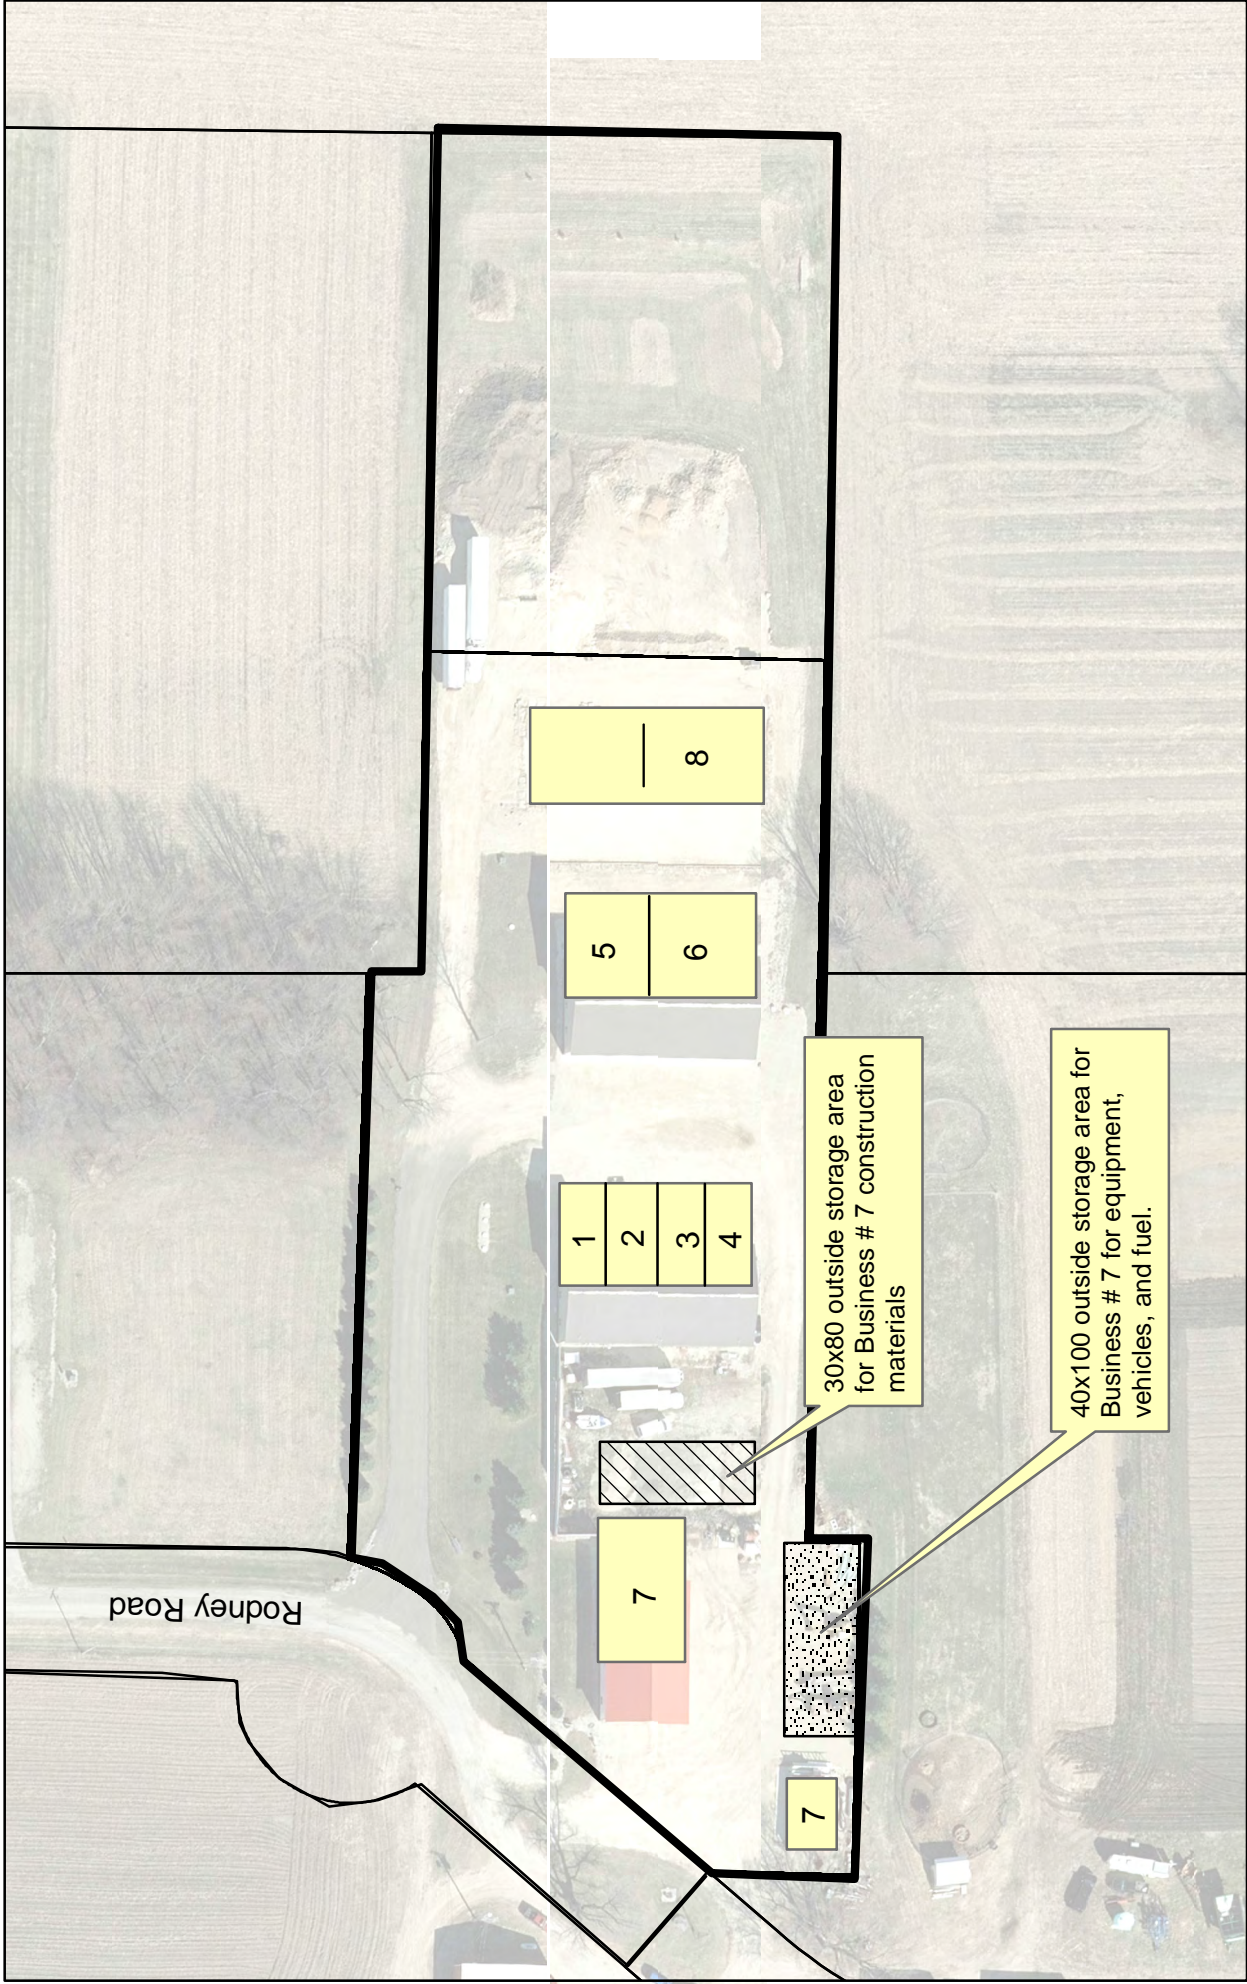 Rodney Road
8
5
6
1
2
3
4
7
7
30x80 outside storage area
for Business # 7 construction
materials
40x100 outside storage area for
Business # 7 for equipment,
vehicles, and fuel.